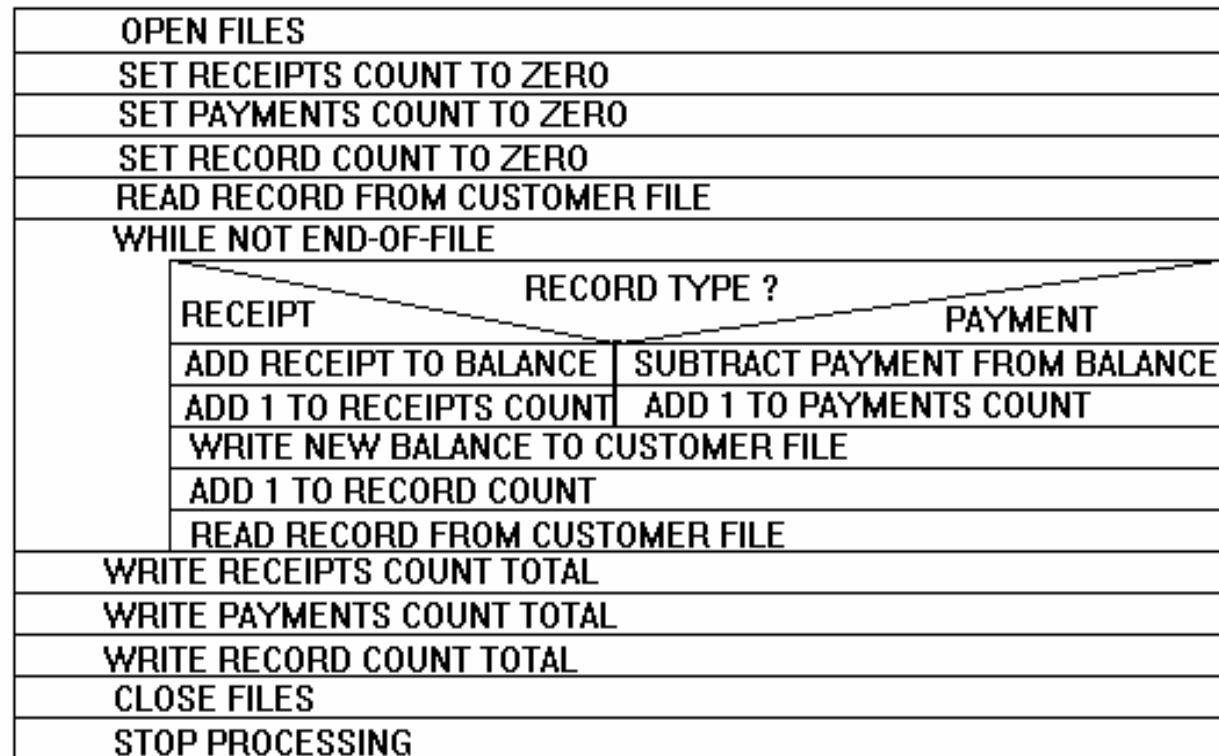 OPEN FILES
SET RECEIPTS COUNT TO ZERO
SET PAYMENTS COUNT TO ZERO
SET RECORD COUNT TO ZERO
READ RECORD FROM CUSTOMER FILE
WHILE NOT END-OF-FILE
RECORD TYPE ?
RECEIPT
PAYMENT
ADD RECEIPT TO BALANCE
SUBTRACT PAYMENT FROM BALANCE
ADD 1 TO RECEIPTS COUNT
ADD 1 TO PAYMENTS COUNT
WRITE NEW BALANCE TO CUSTOMER FILE
ADD 1 TO RECORD COUNT
READ RECORD FROM CUSTOMER FILE
WRITE RECEIPTS COUNT TOTAL
WRITE PAYMENTS COUNT TOTAL
WRITE RECORD COUNT TOTAL
CLOSE FILES
STOP PROCESSING